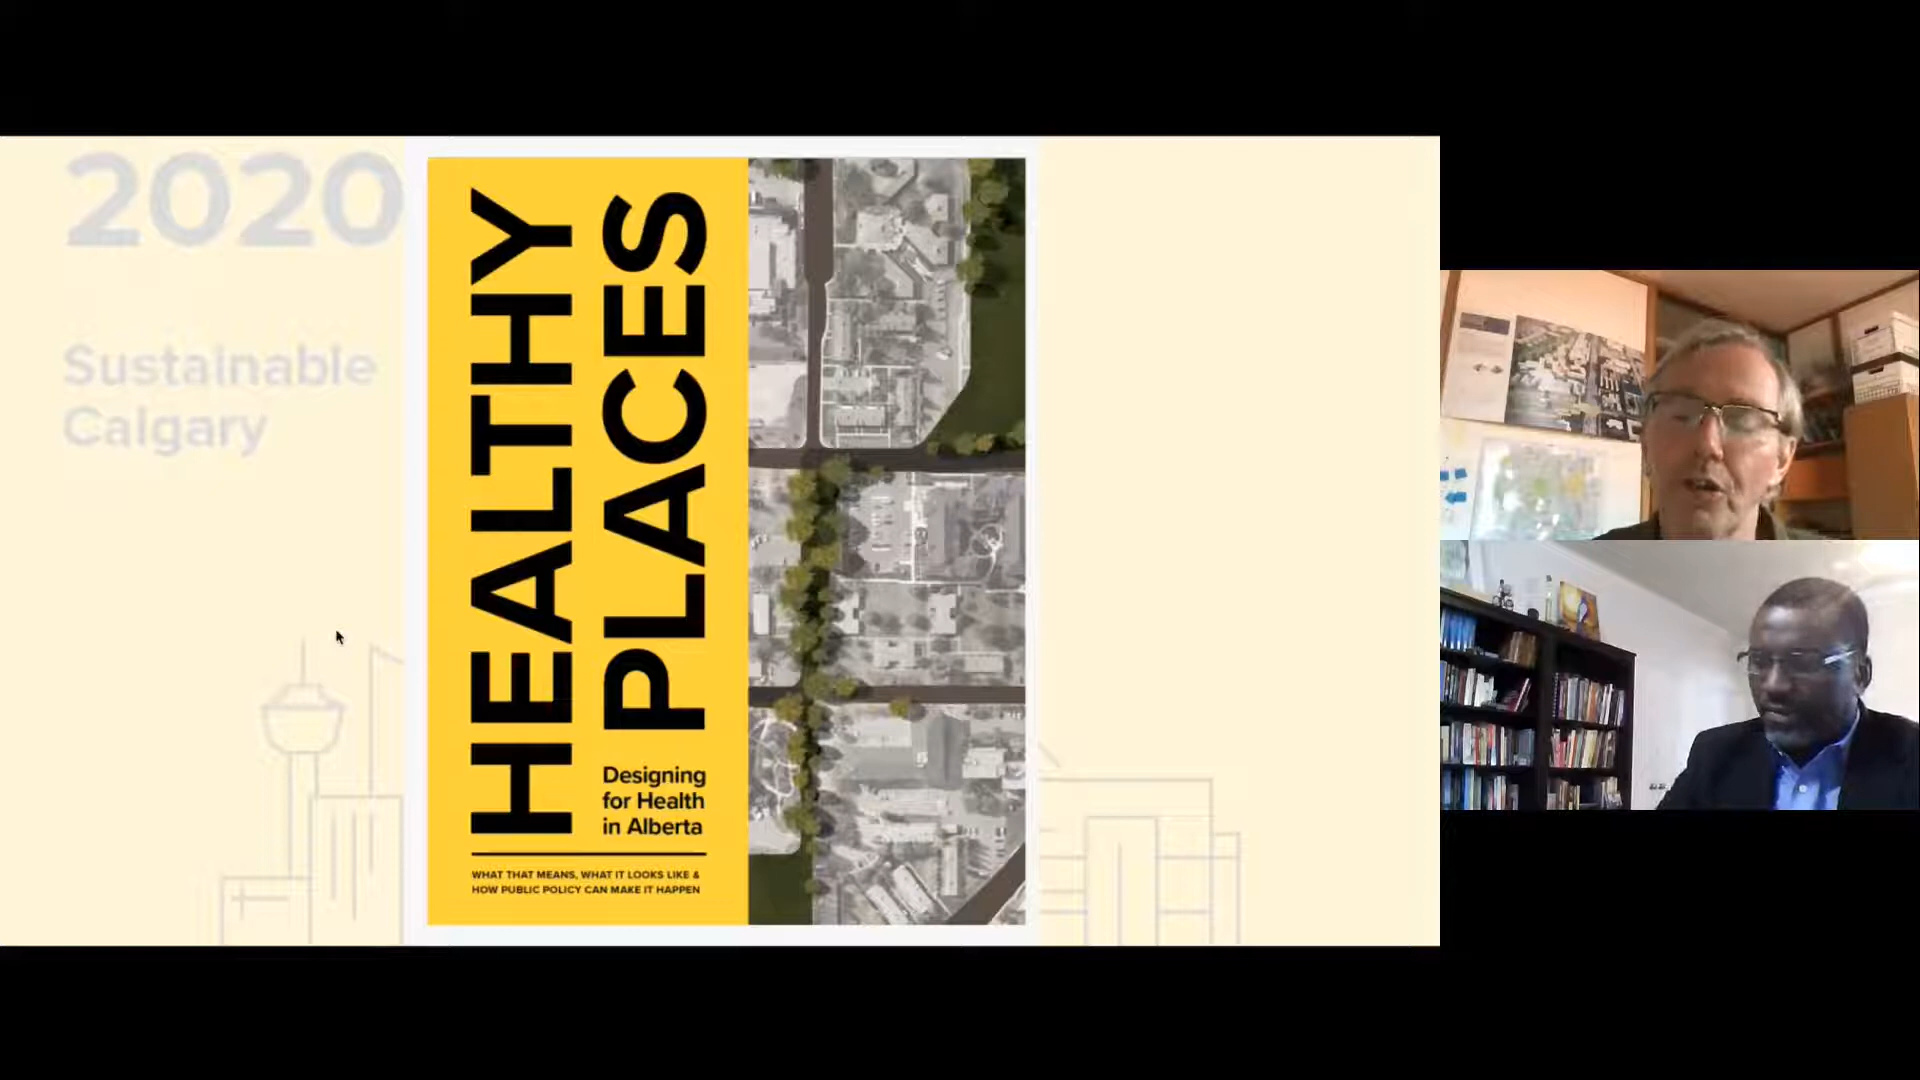 2020
Sustainable
Calgary
HEALTHY
PLACES
Designing
for Health
in Alberta
WHAT THAT MEANS, WHAT IT LOOKS LIKE &
HOW PUBLIC POLICY CAN MAKE IT HAPPEN